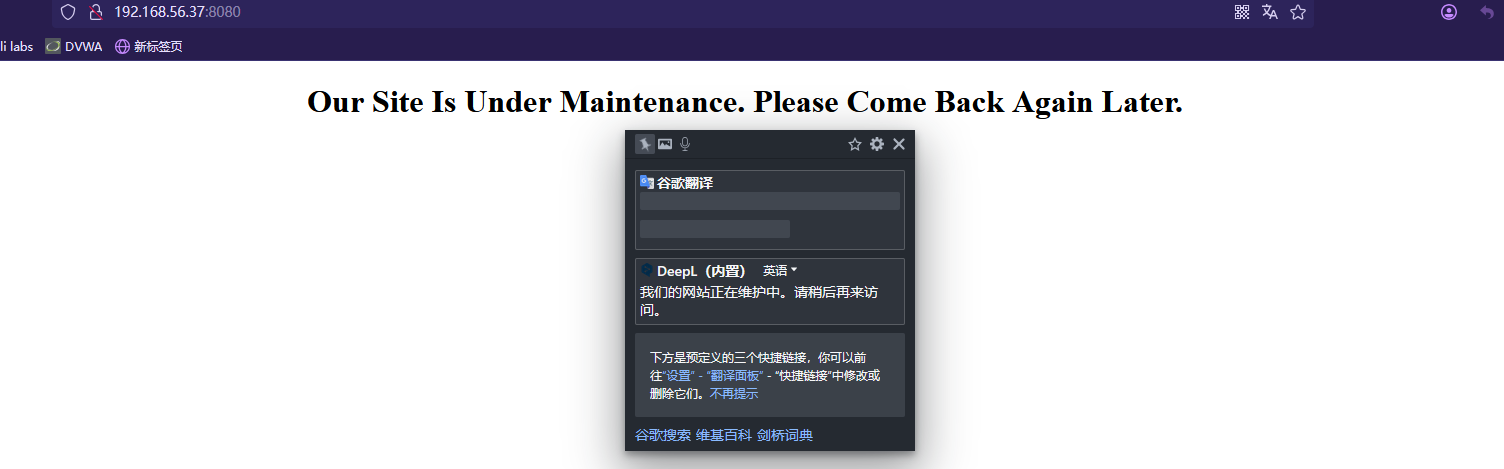 192.168.56.37:8080
li labs DVWA 新标签页
Our Site Is Under Maintenance. Please Come Back Again Later.
谷歌翻译
DeepL（内置） 英语
我们的网站正在维护中。请稍后再来访
问。
下方是预定义的三个快捷链接，你可以前
往“设置” - “翻译面板” - “快捷链接”中修改或
删除它们。不再提示
谷歌搜索 维基百科 剑桥词典